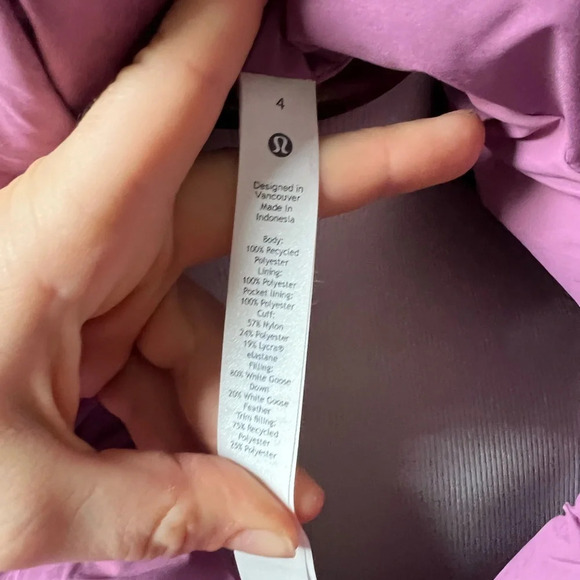 4
Designed in
Vancouver
Made in
Indonesia
Body:
100% Recycled
Polyester
Lining:
100% Polyester
Pocket lining:
100% Polyester
Cuff:
57% Nylon
24% Polyester
19% Lycra®
elastane
Filling:
80% White Goose
Down
20% White Goose
Feather
Trim filling:
75% Recycled
Polyester
25% Polyester